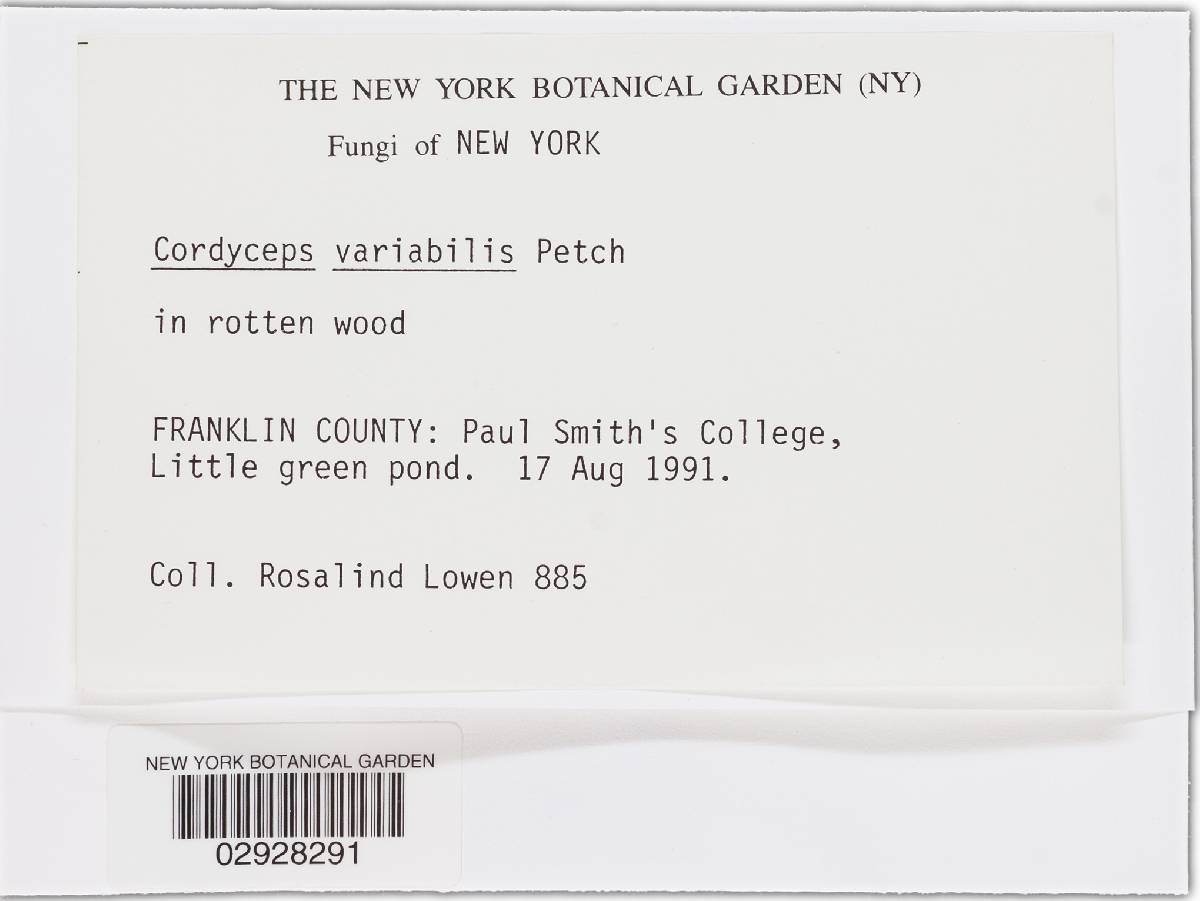 THE NEW YORK BOTANICAL GARDEN (NY)
Fungi of NEW YORK
Cordyceps variabilis Petch
in rotten wood
FRANKLIN COUNTY: Paul Smith's College,
Little green pond. 17 Aug 1991.
Coll. Rosalind Lowen 885
NEW YORK BOTANICAL GARDEN
02928291